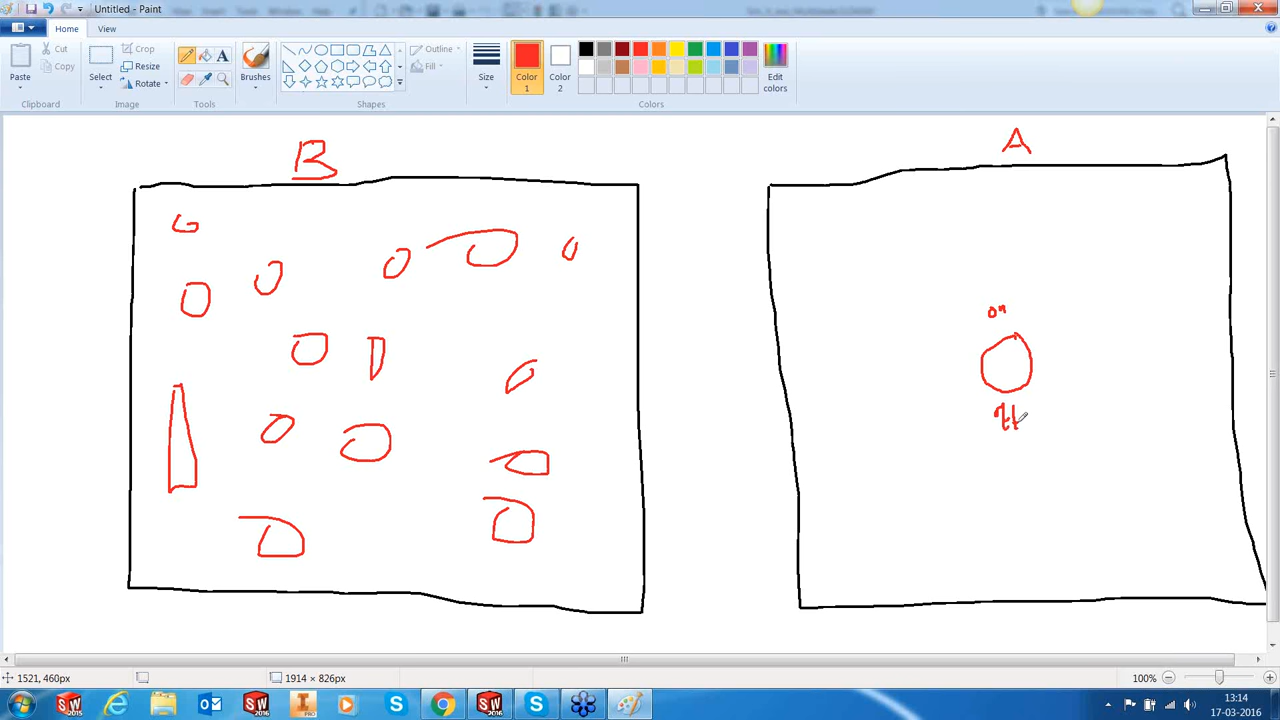 Untitled - Paint
Home
View
Paste
Cut
Copy
Clipboard
Select
Crop
Resize
Rotate
Image
Tools
Brushes
Shapes
Outline
Fill
Size
Color
1
Color
2
Colors
Edit
colors
B
A
on
1521, 460px
1914 × 826px
100%
13:14
17-03-2016